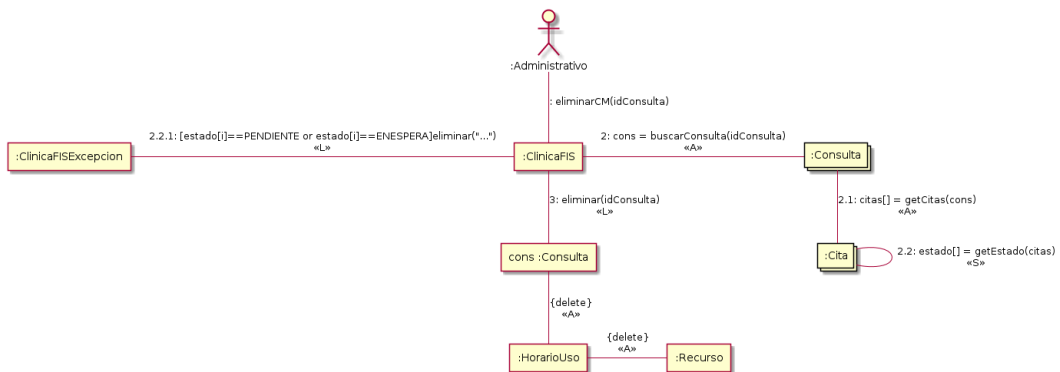 :Administrativo
: eliminarCM(idConsulta)
2.2.1: [estado[i]==PENDIENTE or estado[i]==ENESPERA]eliminar("...")
«L»
2: cons = buscarConsulta(idConsulta)
«A»
:ClinicaFISExcepcion
:ClinicaFIS
:Consulta
3: eliminar(idConsulta)
«L»
2.1: citas[] = getCitas(cons)
«A»
cons :Consulta
:Cita
2.2: estado[] = getEstado(citas)
«S»
{delete}
«A»
:HorarioUso
{delete}
«A»
:Recurso